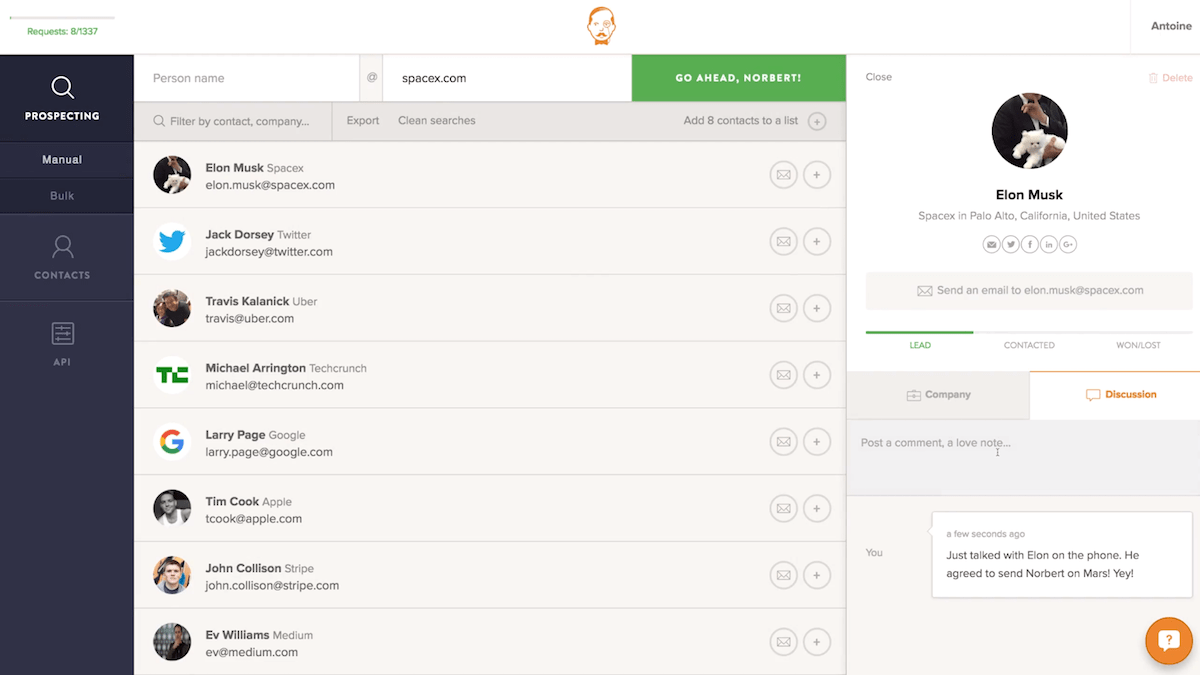 Requests: 8/1337
Antoine
PROSPECTING
Manual
Bulk
CONTACTS
API
Person name
@
spacex.com
GO AHEAD, NORBERT!
Filter by contact, company...
Export
Clean searches
Add 8 contacts to a list
Elon Musk Spacex
elon.musk@spacex.com
Jack Dorsey Twitter
jackdorsey@twitter.com
Travis Kalanick Uber
travis@uber.com
Michael Arrington Techcrunch
michael@techcrunch.com
Larry Page Google
larry.page@google.com
Tim Cook Apple
tcook@apple.com
John Collison Stripe
john.collison@stripe.com
Ev Williams Medium
ev@medium.com
Close
Delete
Elon Musk
Spacex in Palo Alto, California, United States
Send an email to elon.musk@spacex.com
LEAD
CONTACTED
WON/LOST
Company
Discussion
Post a comment, a love note...
You
a few seconds ago
Just talked with Elon on the phone. He
agreed to send Norbert on Mars! Yey!